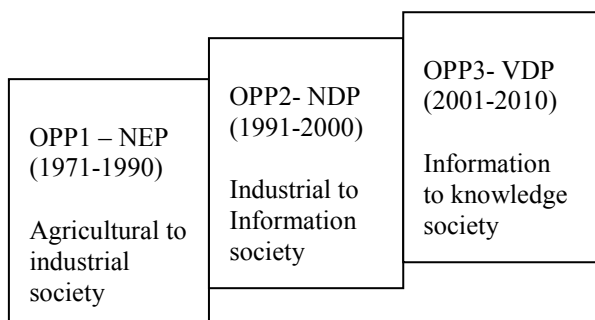 OPP1 – NEP
(1971-1990)
Agricultural to
industrial
society
OPP2- NDP
(1991-2000)
Industrial to
Information
society
OPP3- VDP
(2001-2010)
Information
to knowledge
society